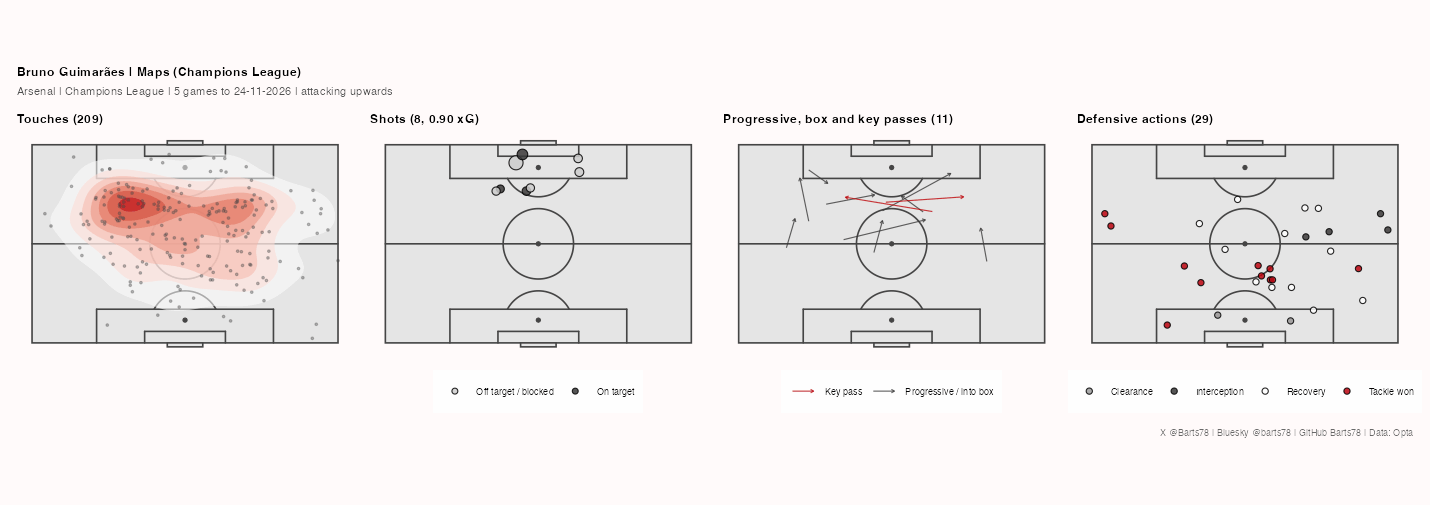 Bruno Guimarães | Maps (Champions League)
Arsenal | Champions League | 5 games to 24-11-2026 | attacking upwards
Touches (209)
Shots (8, 0.90 xG)
Progressive, box and key passes (11)
Defensive actions (29)
Off target / blocked
On target
Key pass
Progressive / into box
Clearance
Interception
Recovery
Tackle won
X @Barts78 | Bluesky @barts78 | GitHub Barts78 | Data: Opta